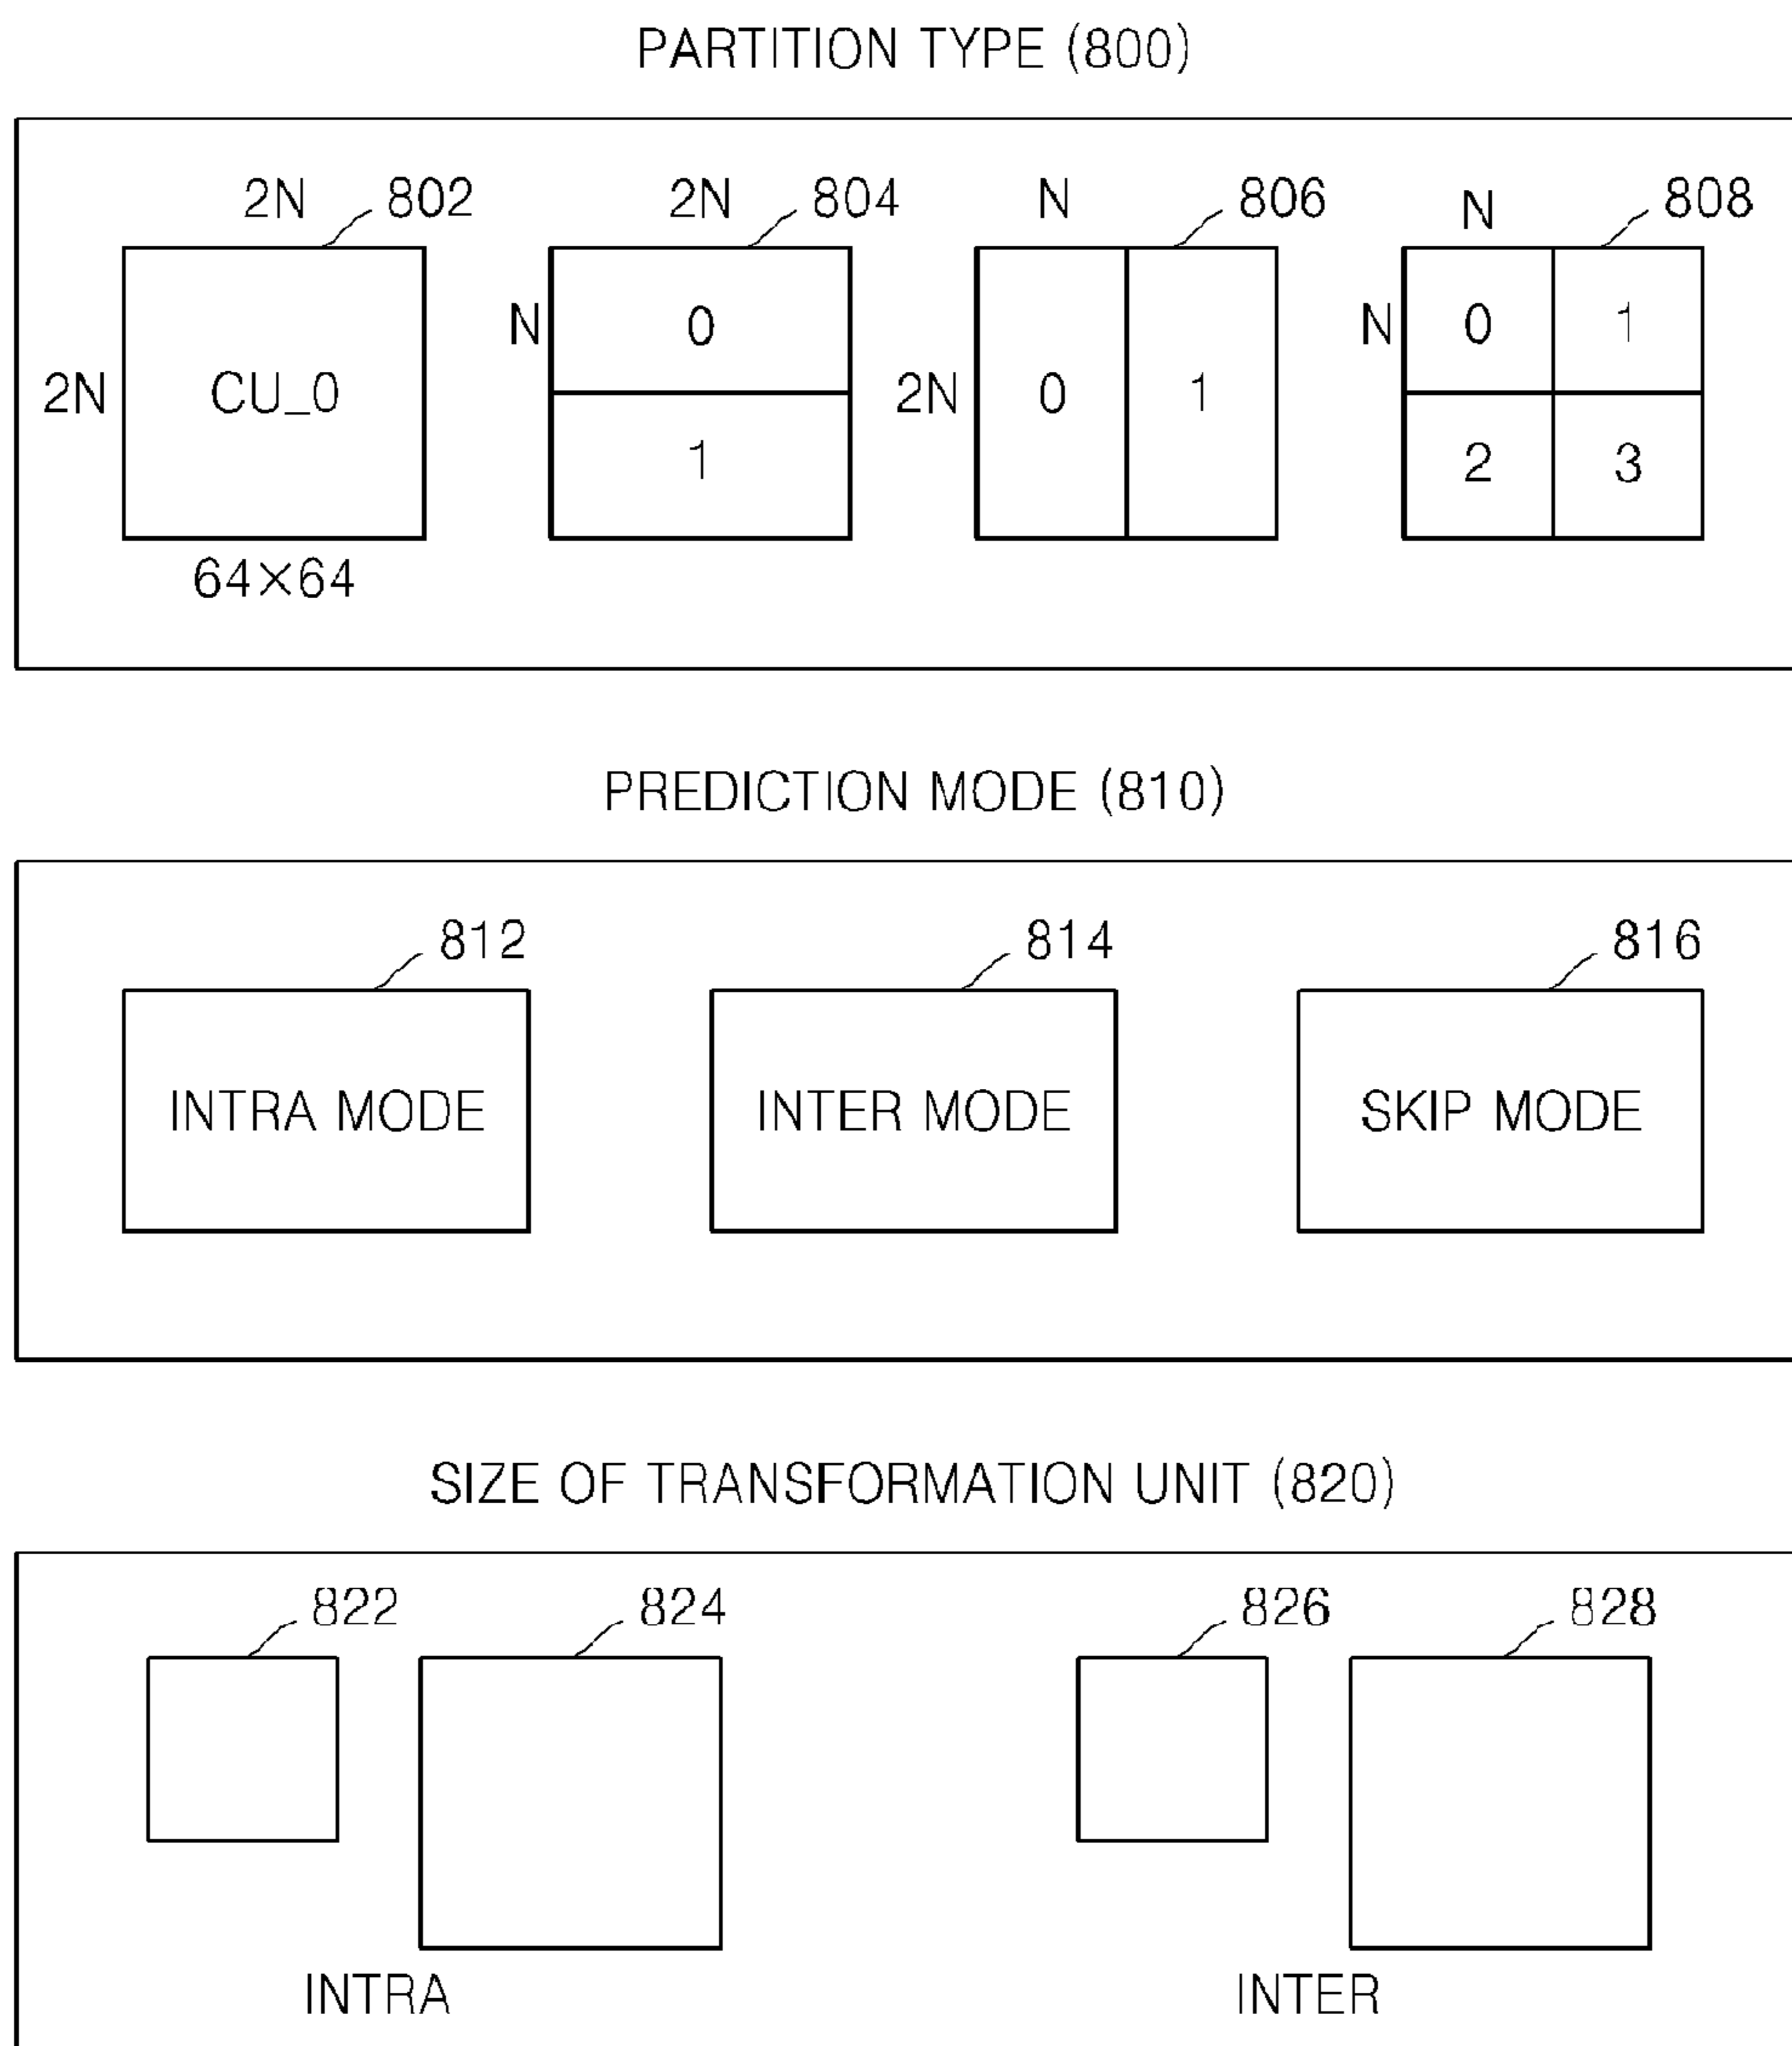 PARTITION TYPE (800)
2N 802 2N 804 N 806 N 808
N 0 N 0 1
2N CU_0 2N 0 1
1 2 3
64×64
PREDICTION MODE (810)
812 814 816
INTRA MODE INTER MODE SKIP MODE
SIZE OF TRANSFORMATION UNIT (820)
822 824 826 828
INTRA INTER